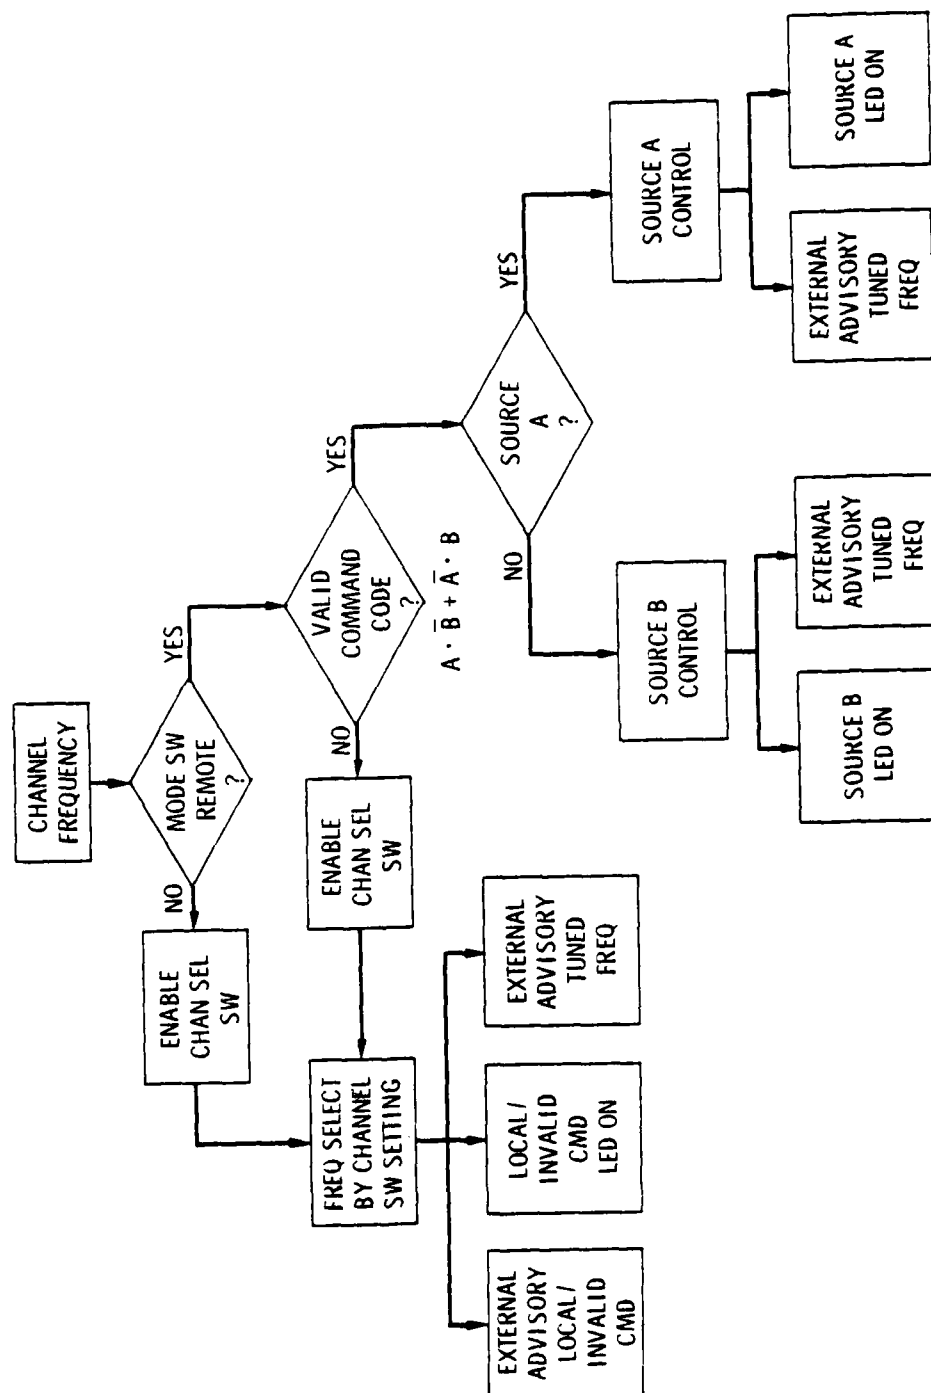 CHANNEL
FREQUENCY
MODE SW
REMOTE
?
NO
YES
ENABLE
CHAN SEL
SW
VALID
COMMAND
CODE
?
A · B̅ + A̅ · B
NO
YES
ENABLE
CHAN SEL
SW
FREQ SELECT
BY CHANNEL
SW SETTING
EXTERNAL
ADVISORY
LOCAL/
INVALID
CMD
LOCAL/
INVALID
CMD
LED ON
EXTERNAL
ADVISORY
TUNED
FREQ
SOURCE
A
?
NO
YES
SOURCE B
CONTROL
SOURCE A
CONTROL
SOURCE B
LED ON
EXTERNAL
ADVISORY
TUNED
FREQ
EXTERNAL
ADVISORY
TUNED
FREQ
SOURCE A
LED ON